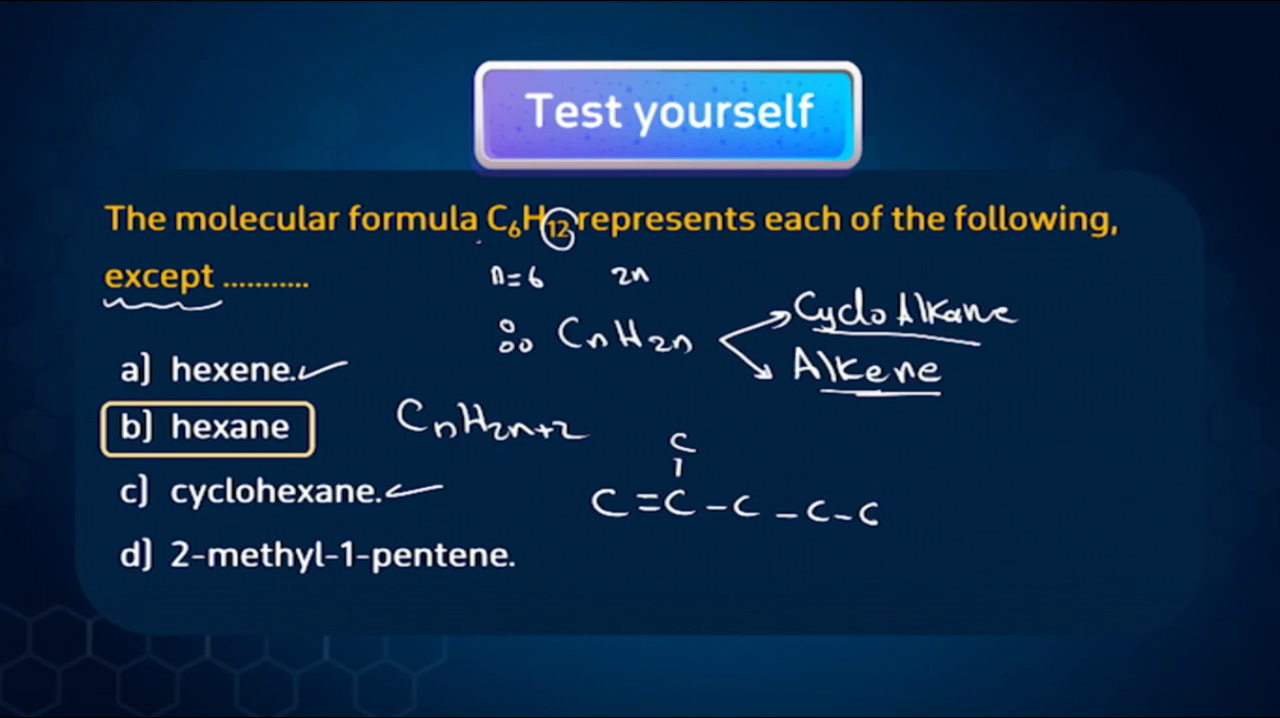 Test yourself
The molecular formula C₆H₁₂ represents each of the following,
except ...........
n=6 2n
∴ CnH2n
Cyclo Alkane
Alkene
a) hexene.
b) hexane
CnH2n+2
c) cyclohexane.
C
C=C-C-C-C
d) 2-methyl-1-pentene.